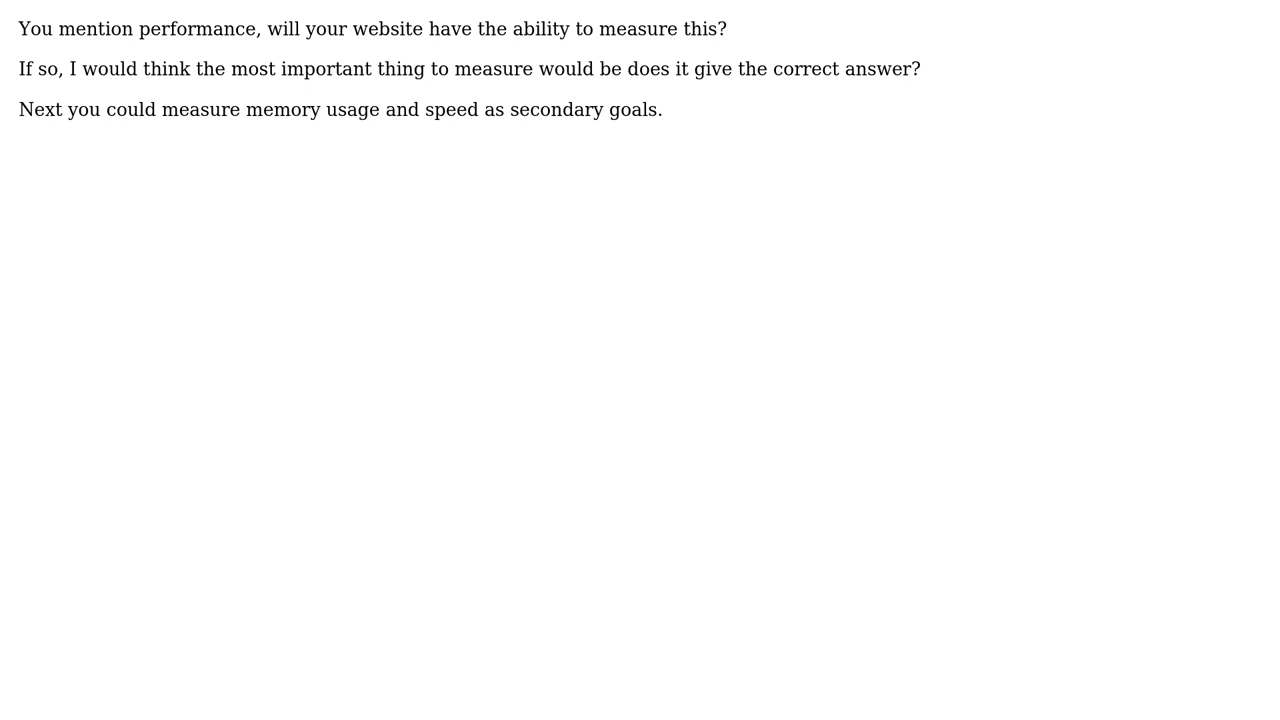 You mention performance, will your website have the ability to measure this?
If so, I would think the most important thing to measure would be does it give the correct answer?
Next you could measure memory usage and speed as secondary goals.